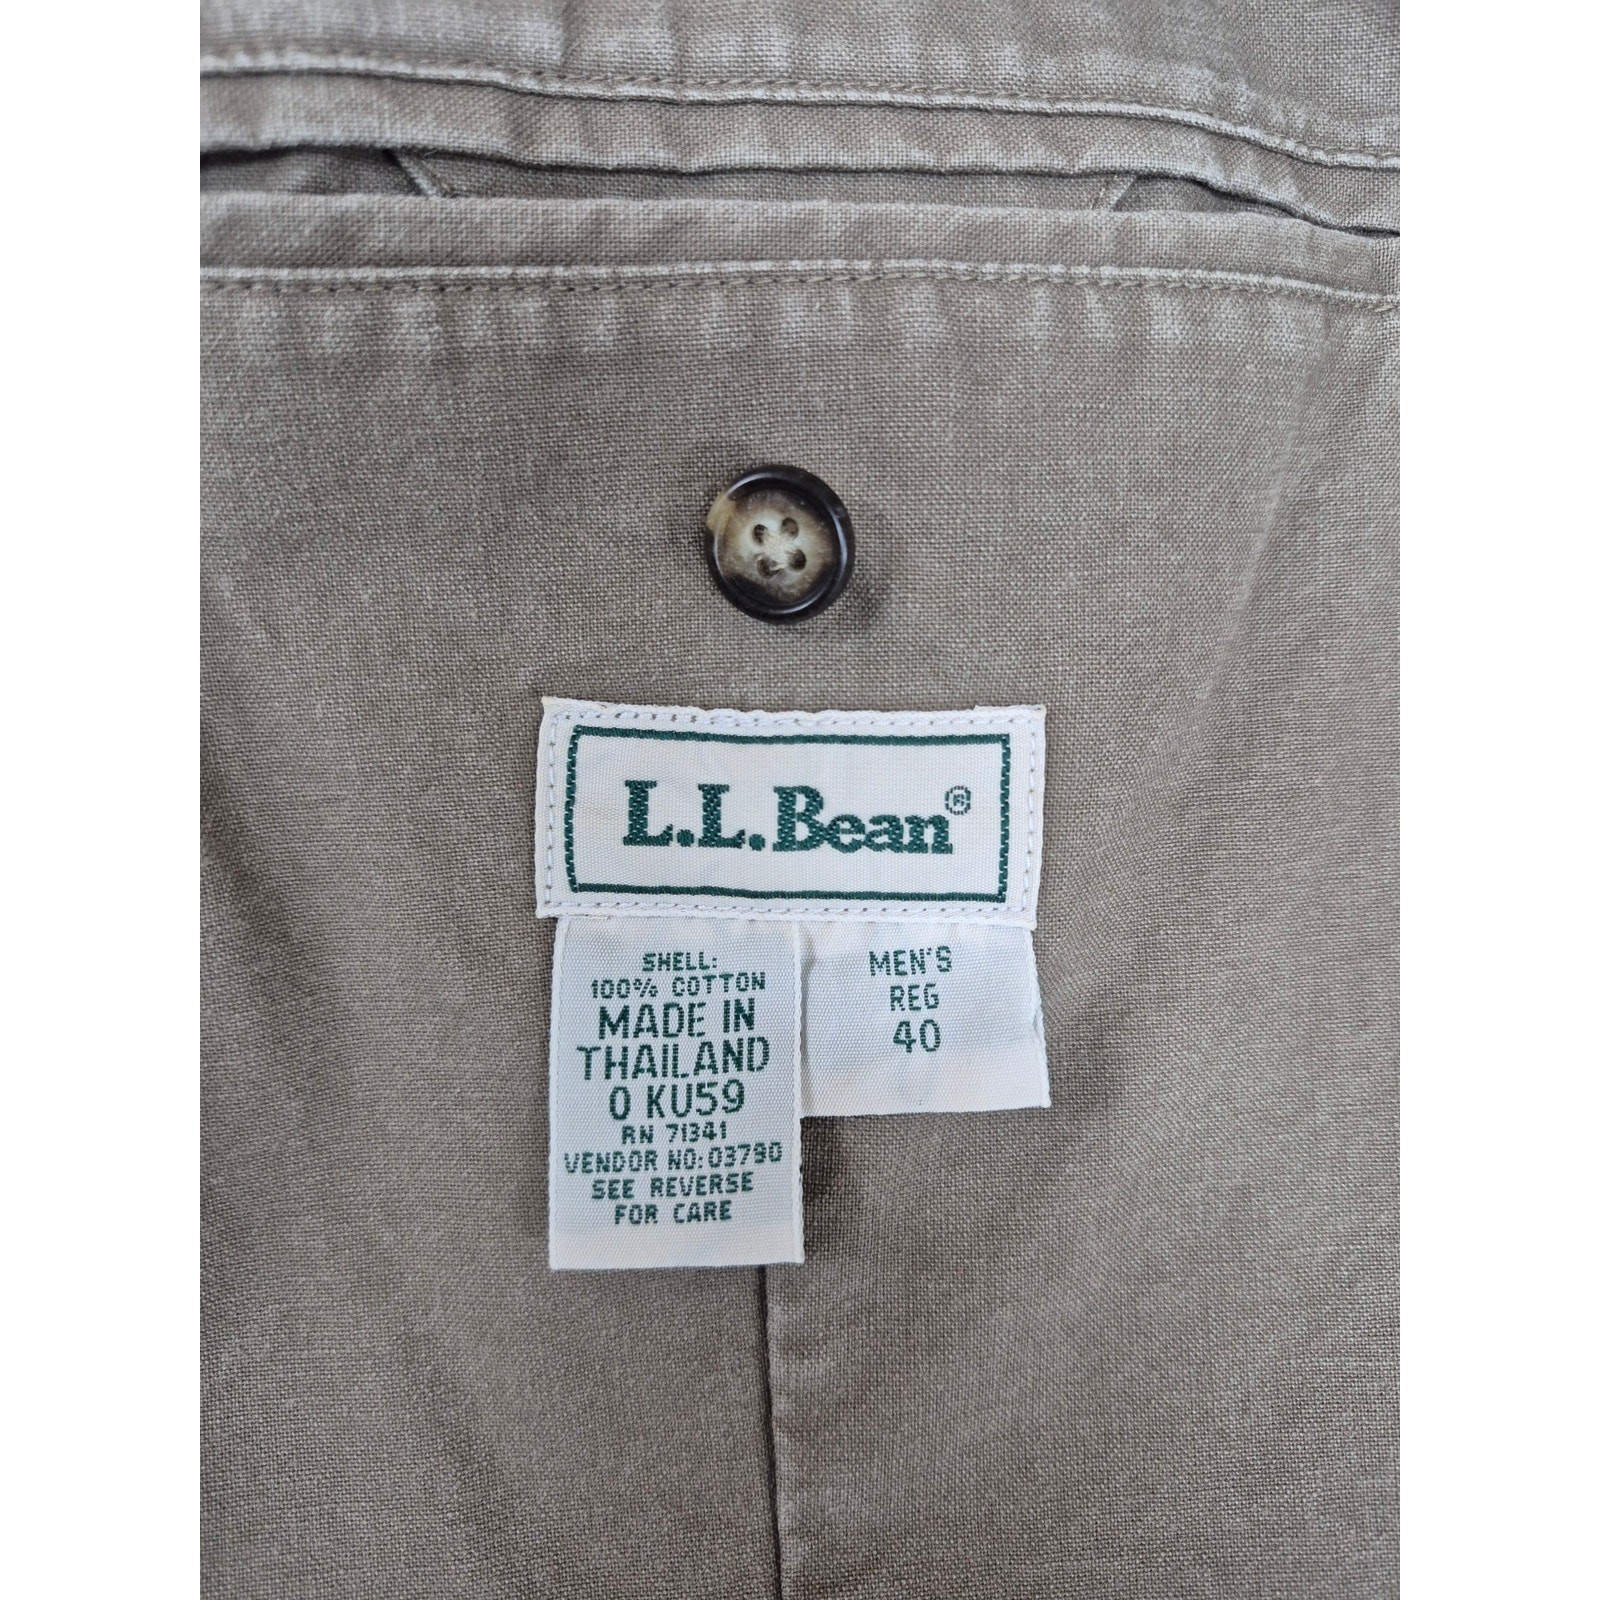 L.L.Bean®
SHELL:
100% COTTON
MADE IN
THAILAND
0 KU59
RN 71341
VENDOR NO:03790
SEE REVERSE
FOR CARE
MEN'S
REG
40